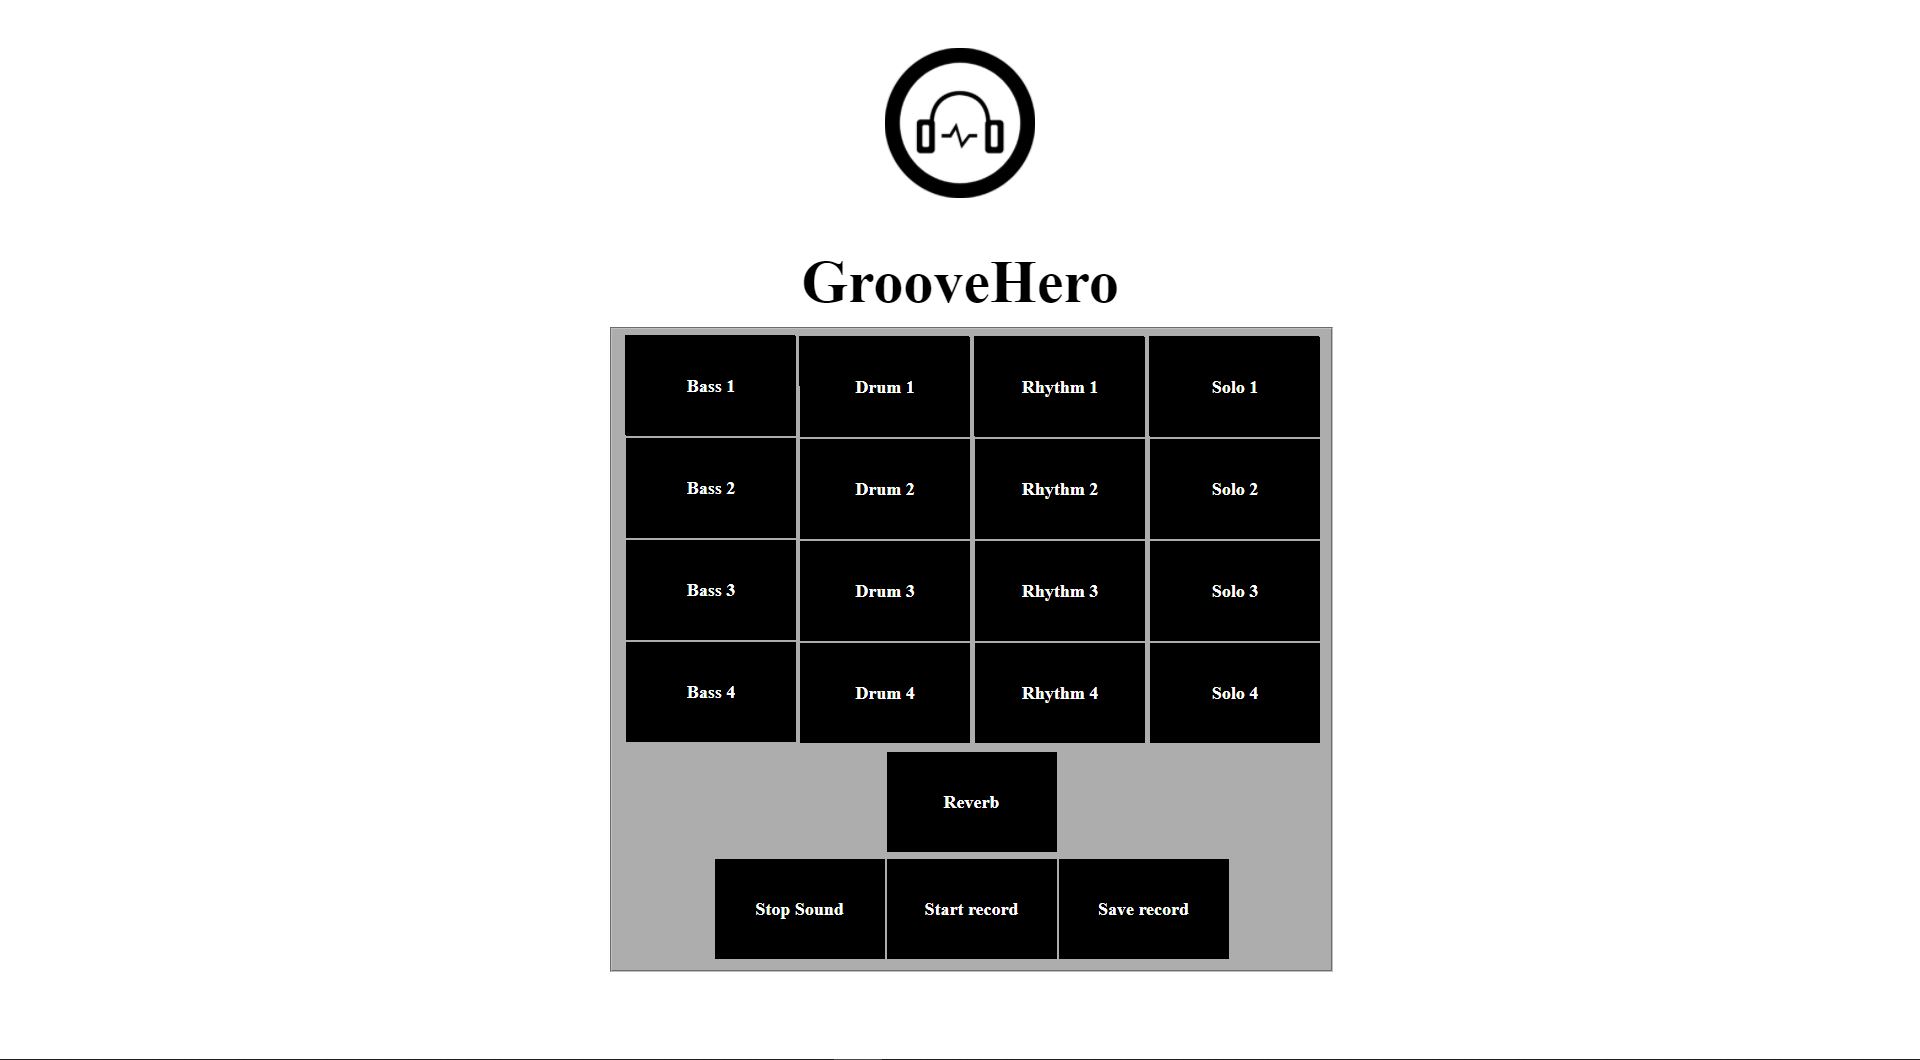 GrooveHero
Bass 1 Drum 1 Rhythm 1 Solo 1
Bass 2 Drum 2 Rhythm 2 Solo 2
Bass 3 Drum 3 Rhythm 3 Solo 3
Bass 4 Drum 4 Rhythm 4 Solo 4
Reverb
Stop Sound Start record Save record